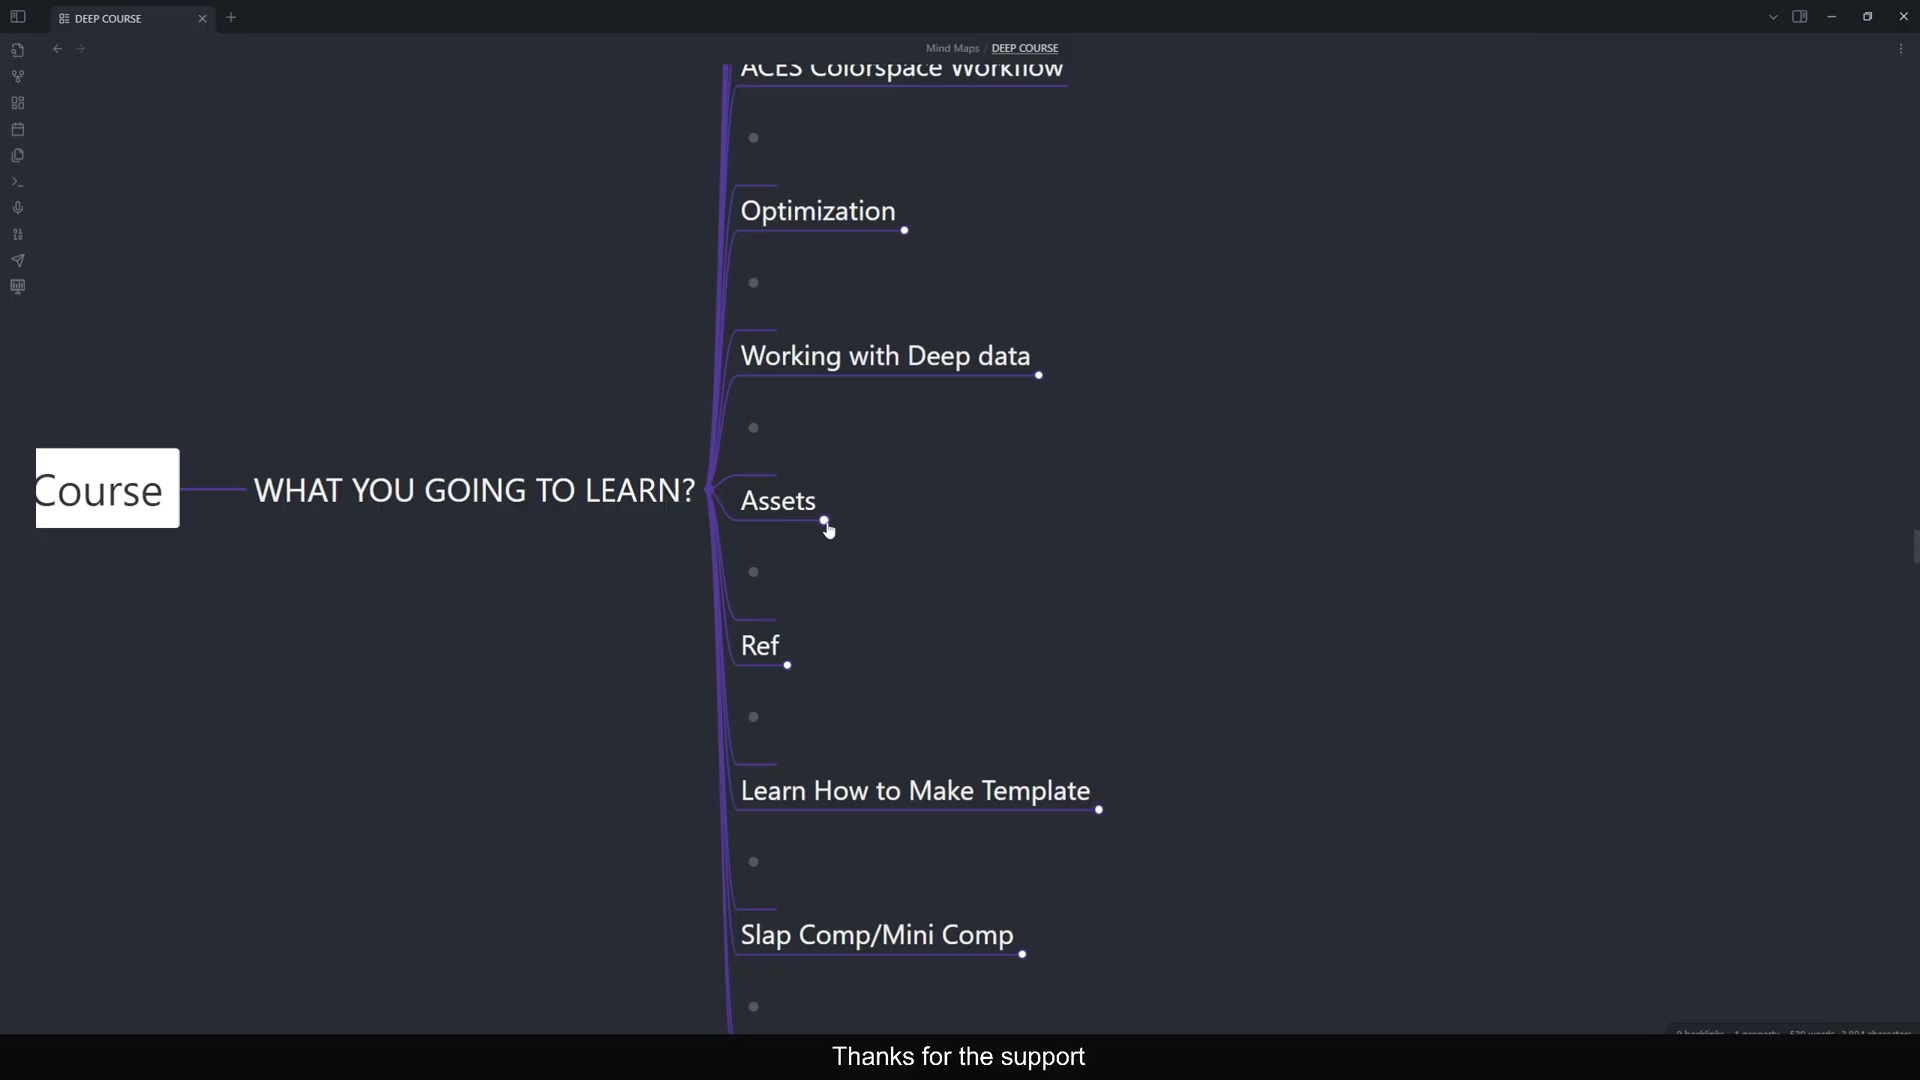 DEEP COURSE
Mind Maps / DEEP COURSE
ACES Colorspace Workflow
Optimization
Working with Deep data
Course
WHAT YOU GOING TO LEARN?
Assets
Ref
Learn How to Make Template
Slap Comp/Mini Comp
Thanks for the support